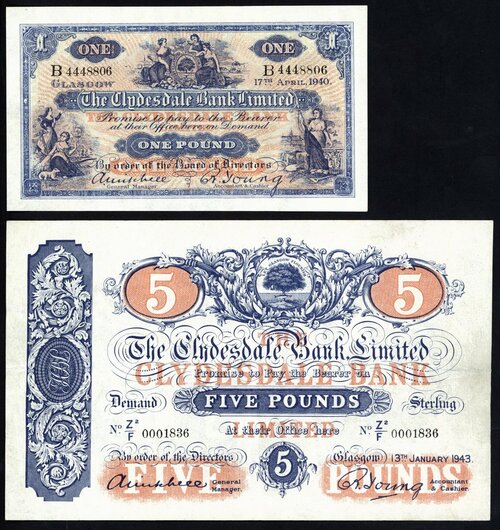 ONE ONE
B 4448806 B 4448806
GLASGOW 17TH APRIL, 1940.
The Clydesdale Bank Limited
Promise to pay to the Bearer
at their Office here on Demand
ONE POUND
By order of the Board of Directors
General Manager. Accountant & Cashier.
5 5
THE
The Clydesdale Bank, Limited
CLYDESDALE BANK
Promise to Pay the Bearer on
Demand FIVE POUNDS Sterling
LIMITED
At their Office here
No Z²/F 0001836 No Z²/F 0001836
By order of the Directors 5 Glasgow 13TH JANUARY 1943.
FIVE POUNDS
General Manager. R. Young Accountant & Cashier.